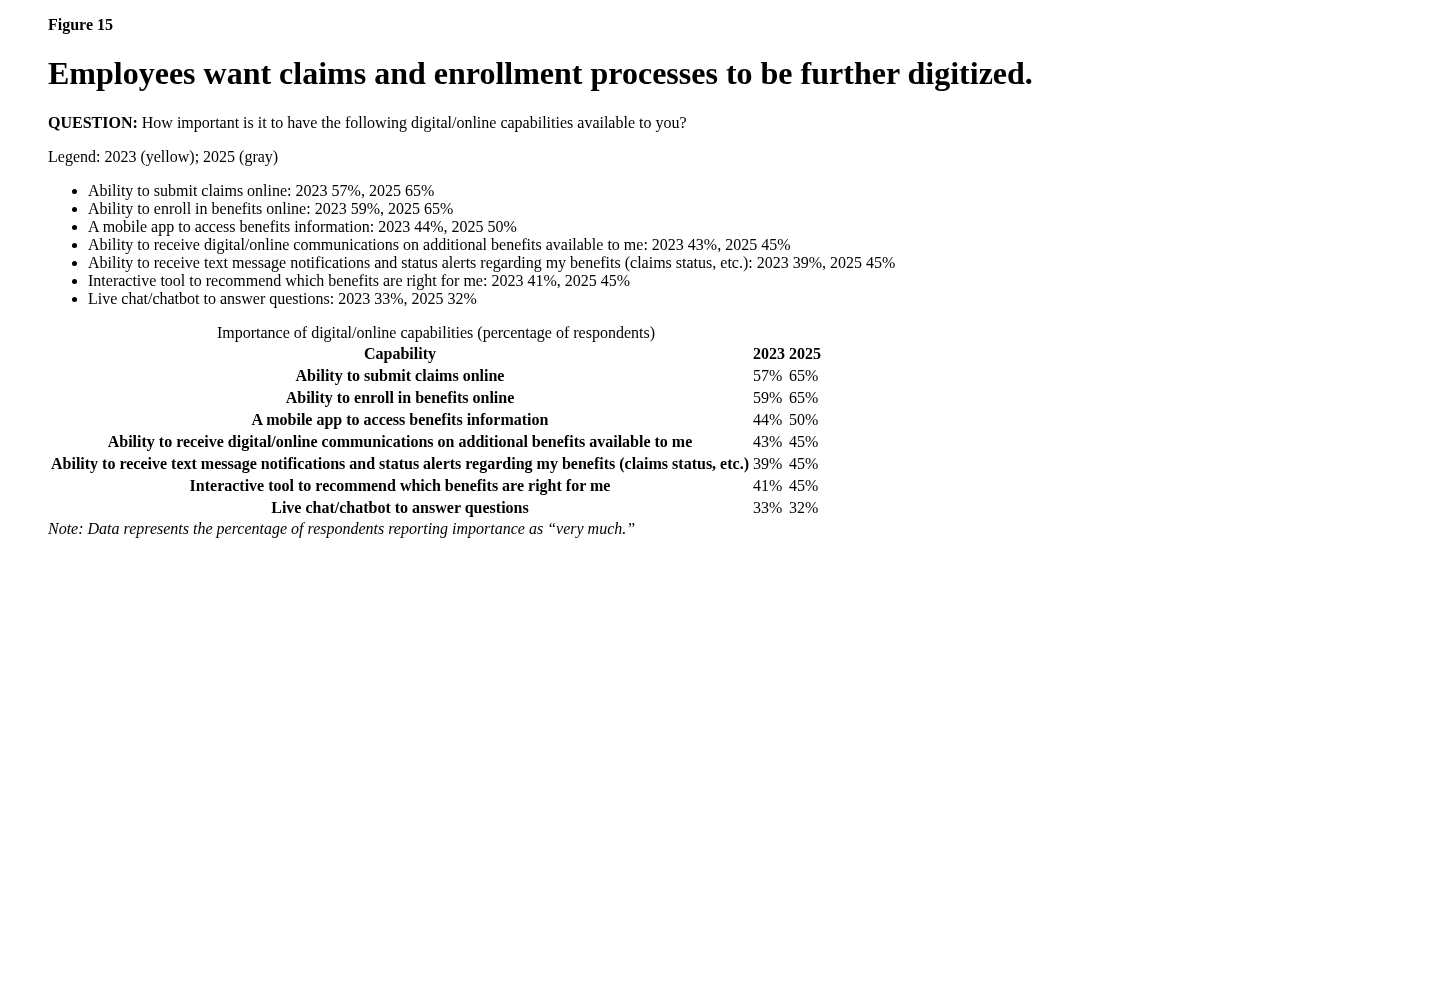 Figure 15
Employees want claims and enrollment processes to be further digitized.
QUESTION: How important is it to have the following digital/online capabilities available to you?
Legend: 2023 (yellow); 2025 (gray)
• Ability to submit claims online: 2023 57%, 2025 65%
• Ability to enroll in benefits online: 2023 59%, 2025 65%
• A mobile app to access benefits information: 2023 44%, 2025 50%
• Ability to receive digital/online communications on additional benefits available to me: 2023 43%, 2025 45%
• Ability to receive text message notifications and status alerts regarding my benefits (claims status, etc.): 2023 39%, 2025 45%
• Interactive tool to recommend which benefits are right for me: 2023 41%, 2025 45%
• Live chat/chatbot to answer questions: 2023 33%, 2025 32%
Importance of digital/online capabilities (percentage of respondents)
Capability 2023 2025
Ability to submit claims online 57% 65%
Ability to enroll in benefits online 59% 65%
A mobile app to access benefits information 44% 50%
Ability to receive digital/online communications on additional benefits available to me 43% 45%
Ability to receive text message notifications and status alerts regarding my benefits (claims status, etc.) 39% 45%
Interactive tool to recommend which benefits are right for me 41% 45%
Live chat/chatbot to answer questions 33% 32%
Note: Data represents the percentage of respondents reporting importance as “very much.”